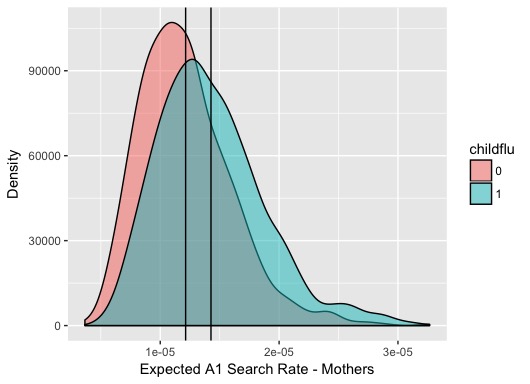 90000
60000
30000
0
Density
1e-05
2e-05
3e-05
Expected A1 Search Rate - Mothers
childflu
0
1